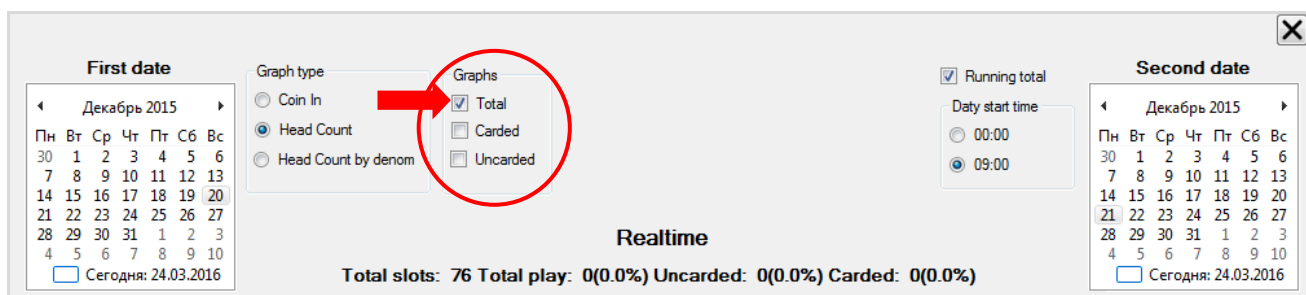 First date
Декабрь 2015
Пн Вт Ср Чт Пт Сб Вс
30 1 2 3 4 5 6
7 8 9 10 11 12 13
14 15 16 17 18 19 20
21 22 23 24 25 26 27
28 29 30 31 1 2 3
4 5 6 7 8 9 10
Сегодня: 24.03.2016
Graph type
Coin In
Head Count
Head Count by denom
Graphs
Total
Carded
Uncarded
Running total
Daty start time
00:00
09:00
Second date
Декабрь 2015
Пн Вт Ср Чт Пт Сб Вс
30 1 2 3 4 5 6
7 8 9 10 11 12 13
14 15 16 17 18 19 20
21 22 23 24 25 26 27
28 29 30 31 1 2 3
4 5 6 7 8 9 10
Сегодня: 24.03.2016
Realtime
Total slots: 76 Total play: 0(0.0%) Uncarded: 0(0.0%) Carded: 0(0.0%)